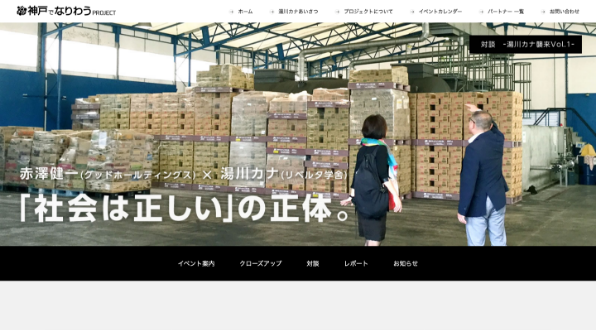 神戸でなりわうPROJECT
→ ホーム → 湯川カナあいさつ → プロジェクトについて → イベントカレンダー → パートナー一覧 → お問い合わせ
対談 -湯川カナ襲来Vol.1-
赤澤健一(グッドホールディングス) × 湯川カナ(リベルタ学舎)
「社会は正しい」の正体。
イベント案内 クローズアップ 対談 レポート お知らせ